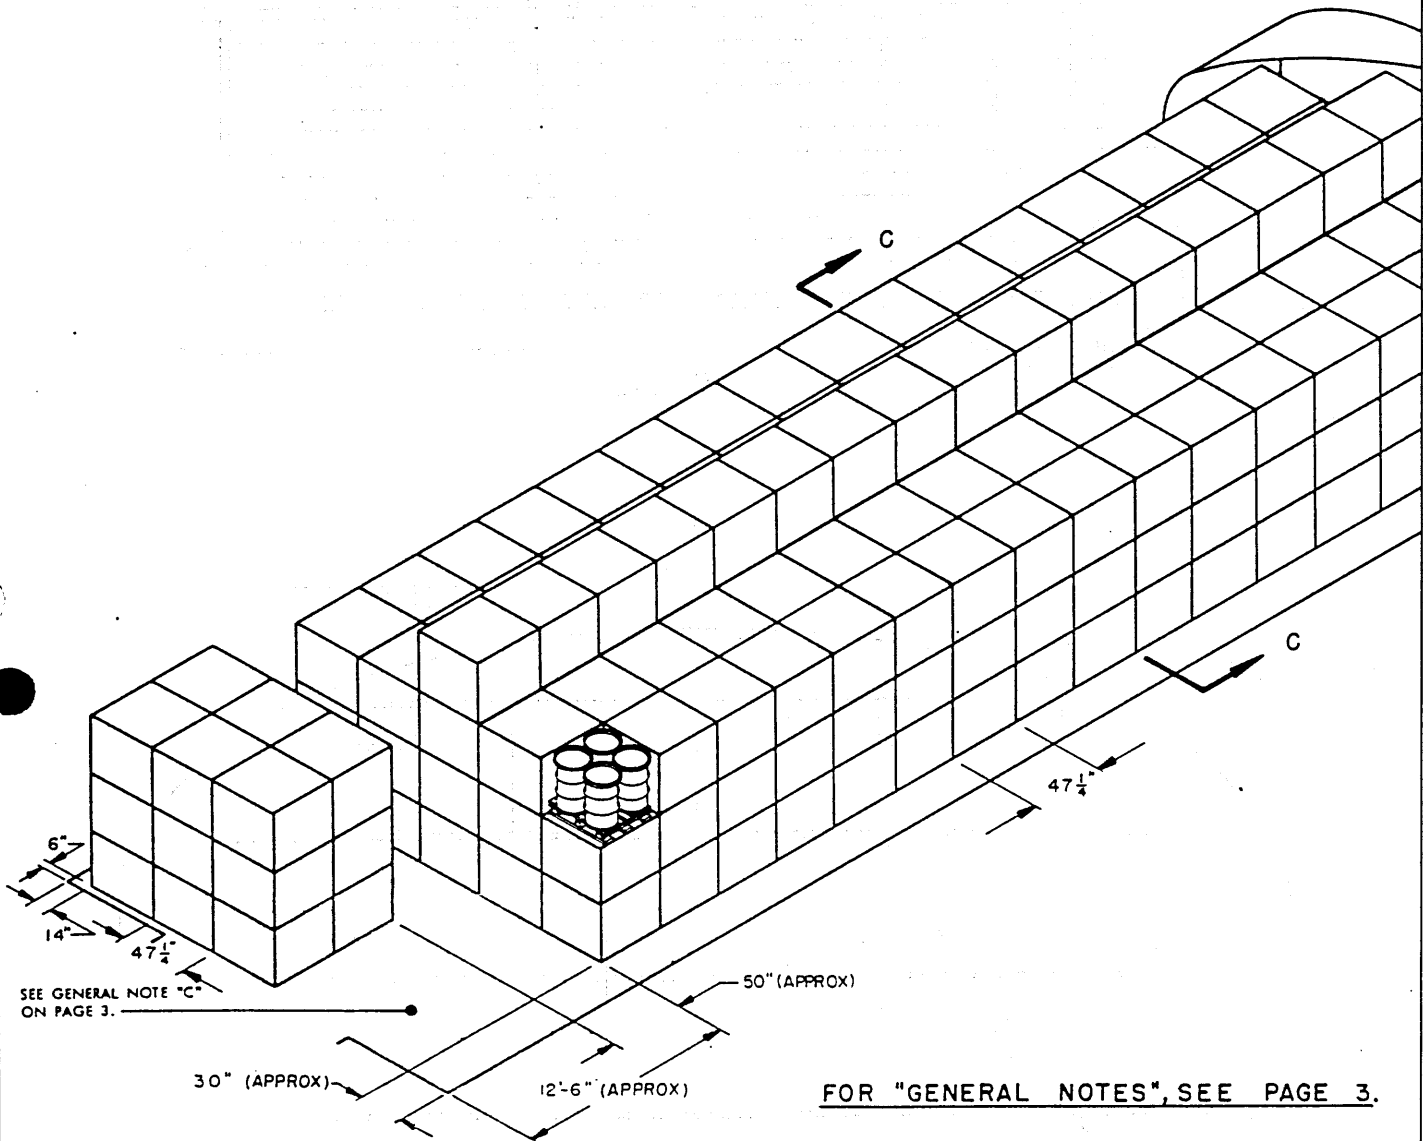 C
C
47 1/4"
6"
14"
47 1/4"
SEE GENERAL NOTE "C"
ON PAGE 3.
50" (APPROX)
30" (APPROX)
12'-6" (APPROX)
FOR "GENERAL NOTES", SEE PAGE 3.